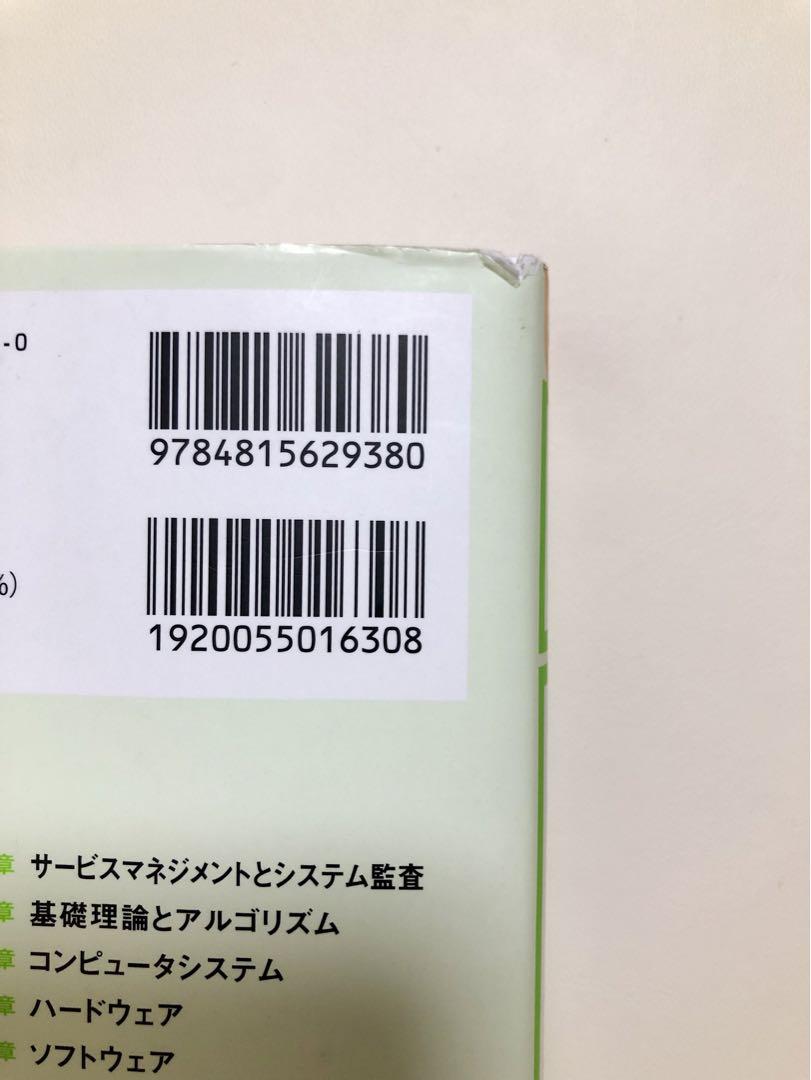 -0
9784815629380
%)
1920055016308
章 サービスマネジメントとシステム監査
章 基礎理論とアルゴリズム
章 コンピュータシステム
章 ハードウェア
章 ソフトウェア